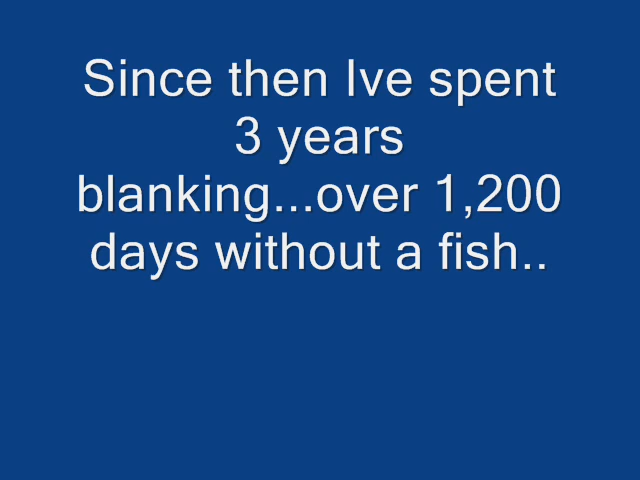 Since then Ive spent
3 years
blanking...over 1,200
days without a fish..